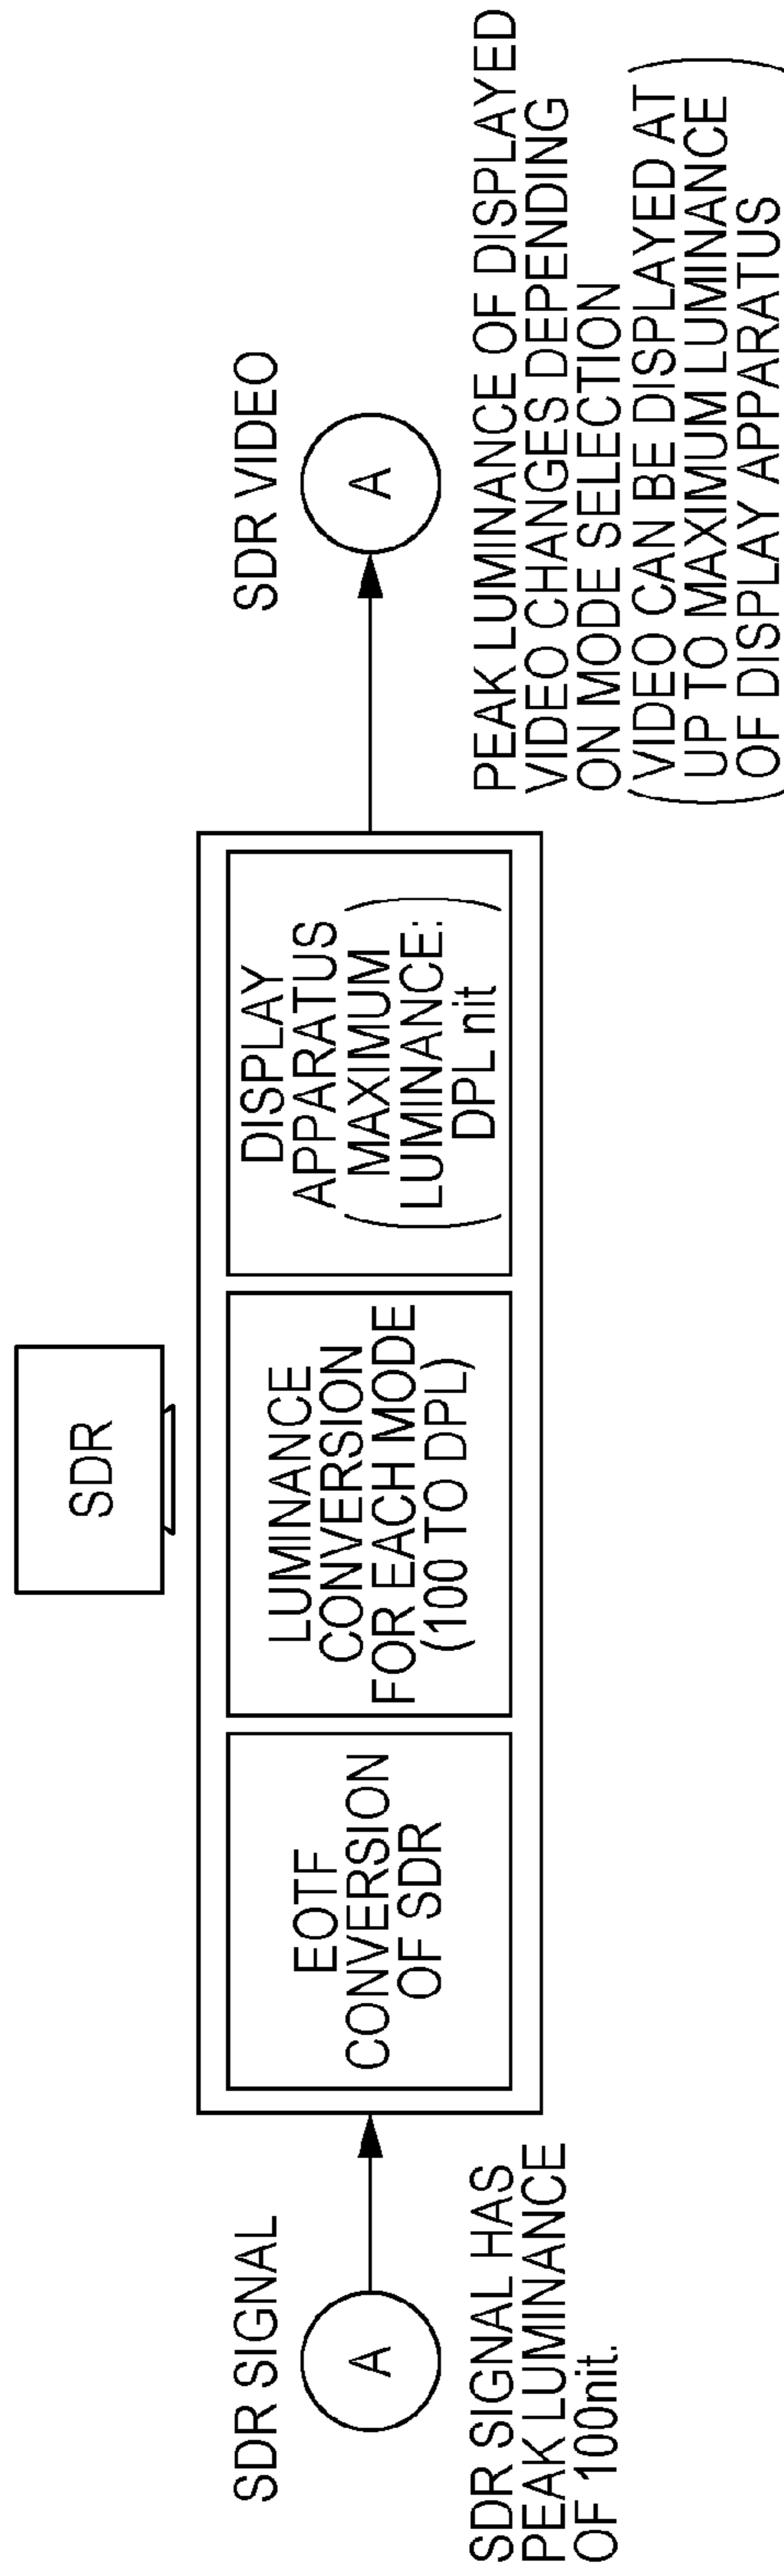 SDR
SDR SIGNAL
A
SDR SIGNAL HAS
PEAK LUMINANCE
OF 100nit.
EOTF
CONVERSION
OF SDR
LUMINANCE
CONVERSION
FOR EACH MODE
(100 TO DPL)
DISPLAY
APPARATUS
(MAXIMUM
LUMINANCE:
DPL nit)
SDR VIDEO
A
PEAK LUMINANCE OF DISPLAYED
VIDEO CHANGES DEPENDING
ON MODE SELECTION
(VIDEO CAN BE DISPLAYED AT
UP TO MAXIMUM LUMINANCE
OF DISPLAY APPARATUS)